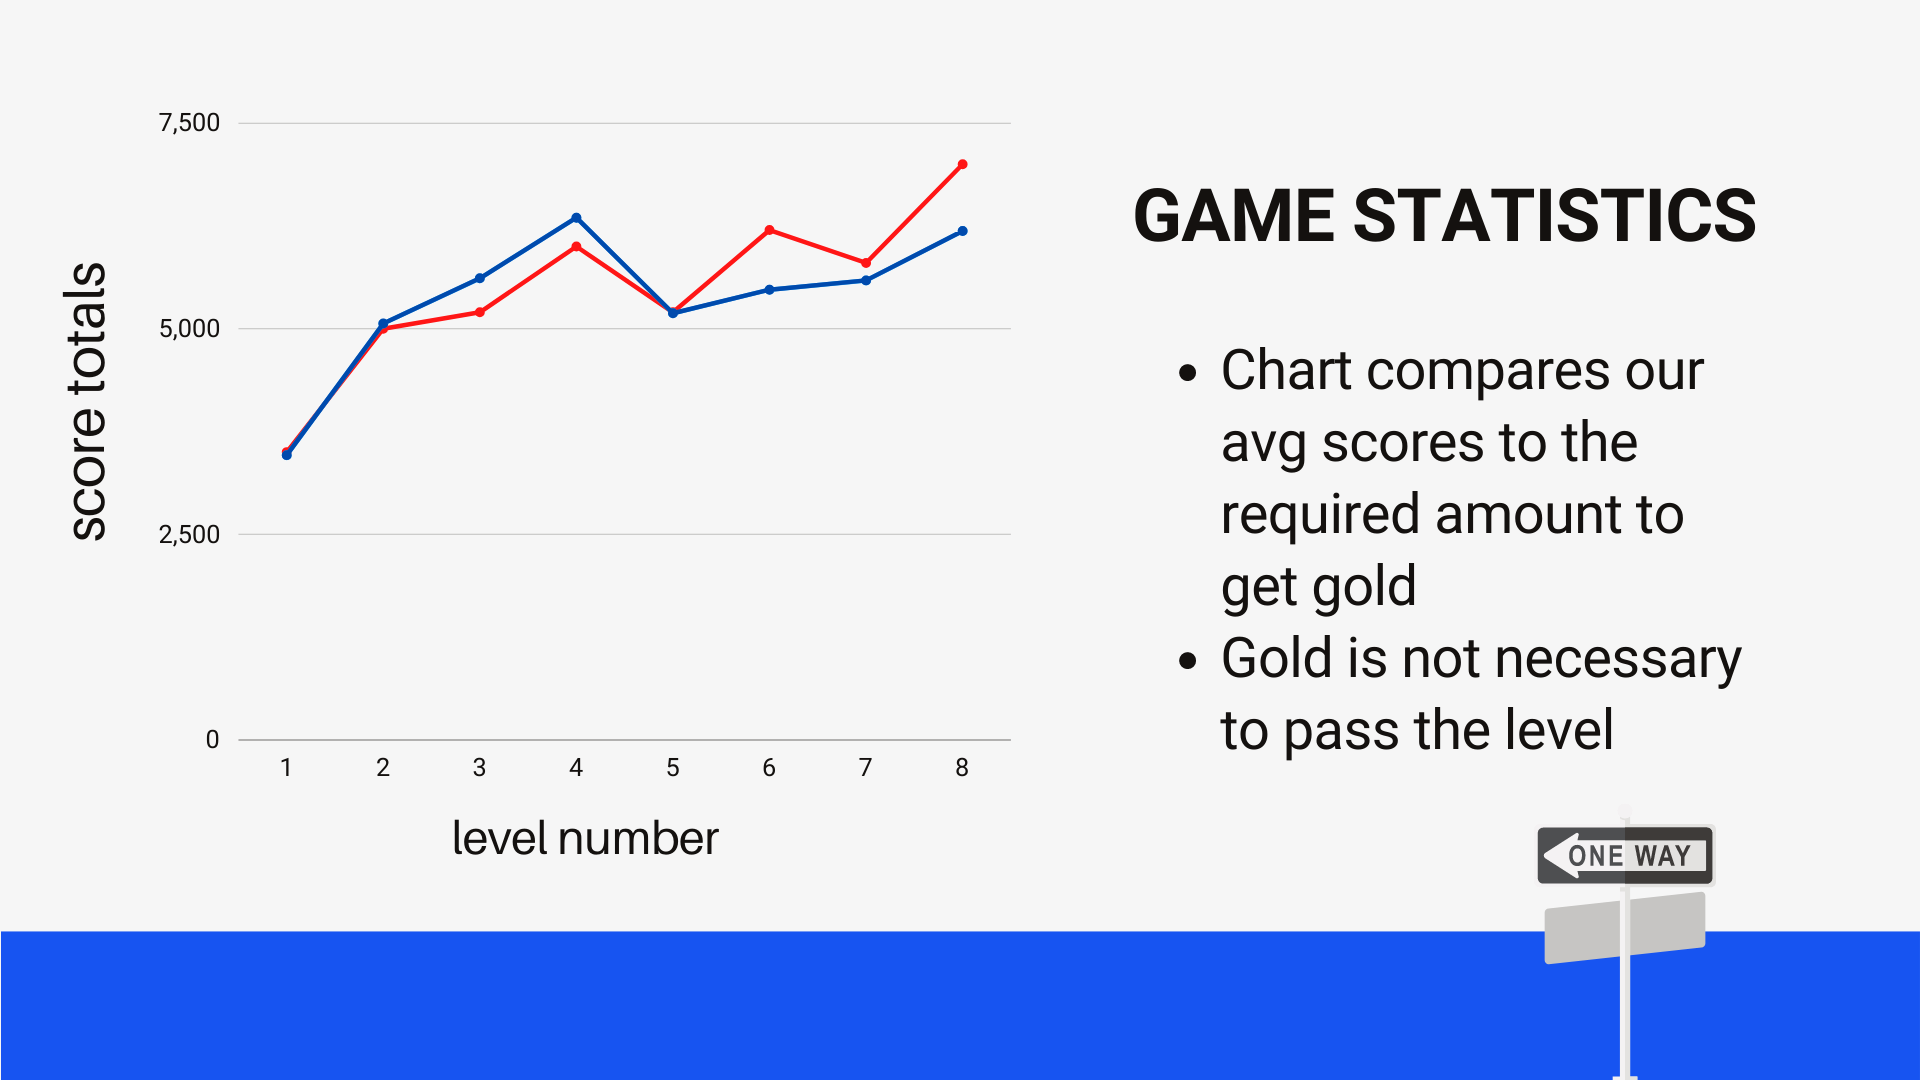 7,500
5,000
2,500
0
score totals
1 2 3 4 5 6 7 8
level number
GAME STATISTICS
• Chart compares our
avg scores to the
required amount to
get gold
• Gold is not necessary
to pass the level
ONE WAY